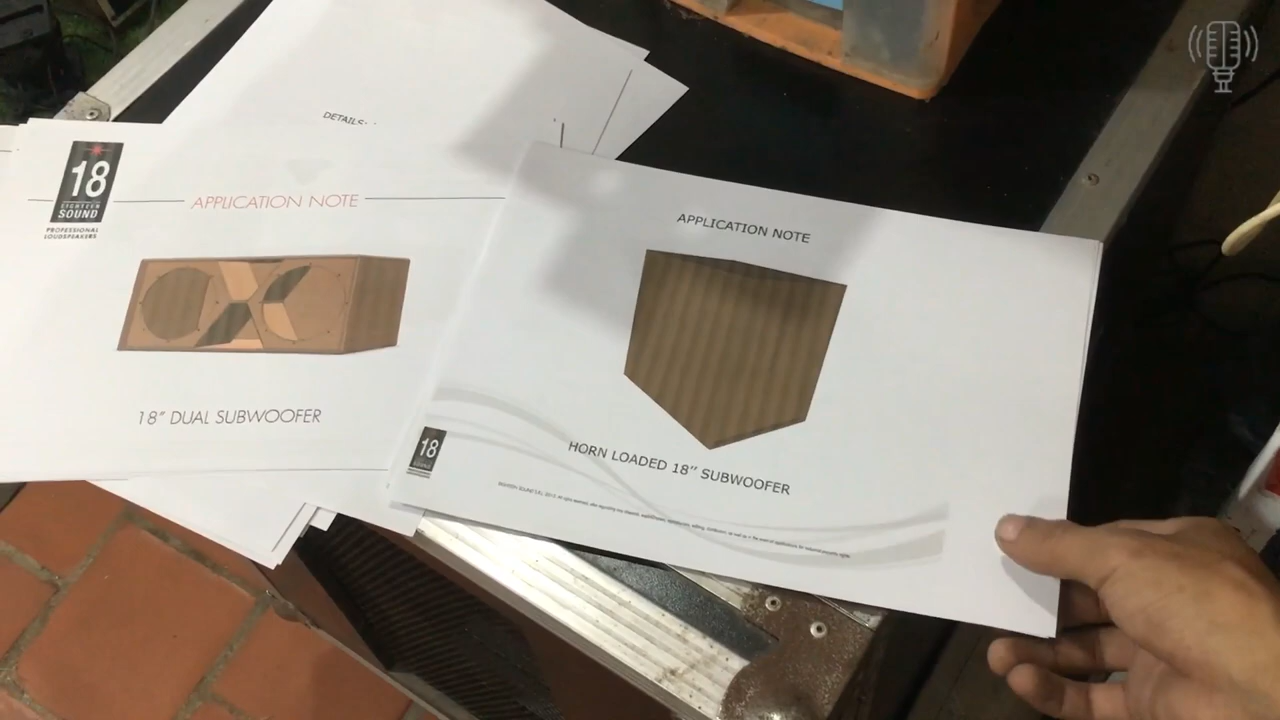 DETAILS:
18
EIGHTEEN
SOUND
PROFESSIONAL
LOUDSPEAKERS
APPLICATION NOTE
18" DUAL SUBWOOFER
APPLICATION NOTE
HORN LOADED 18" SUBWOOFER
18